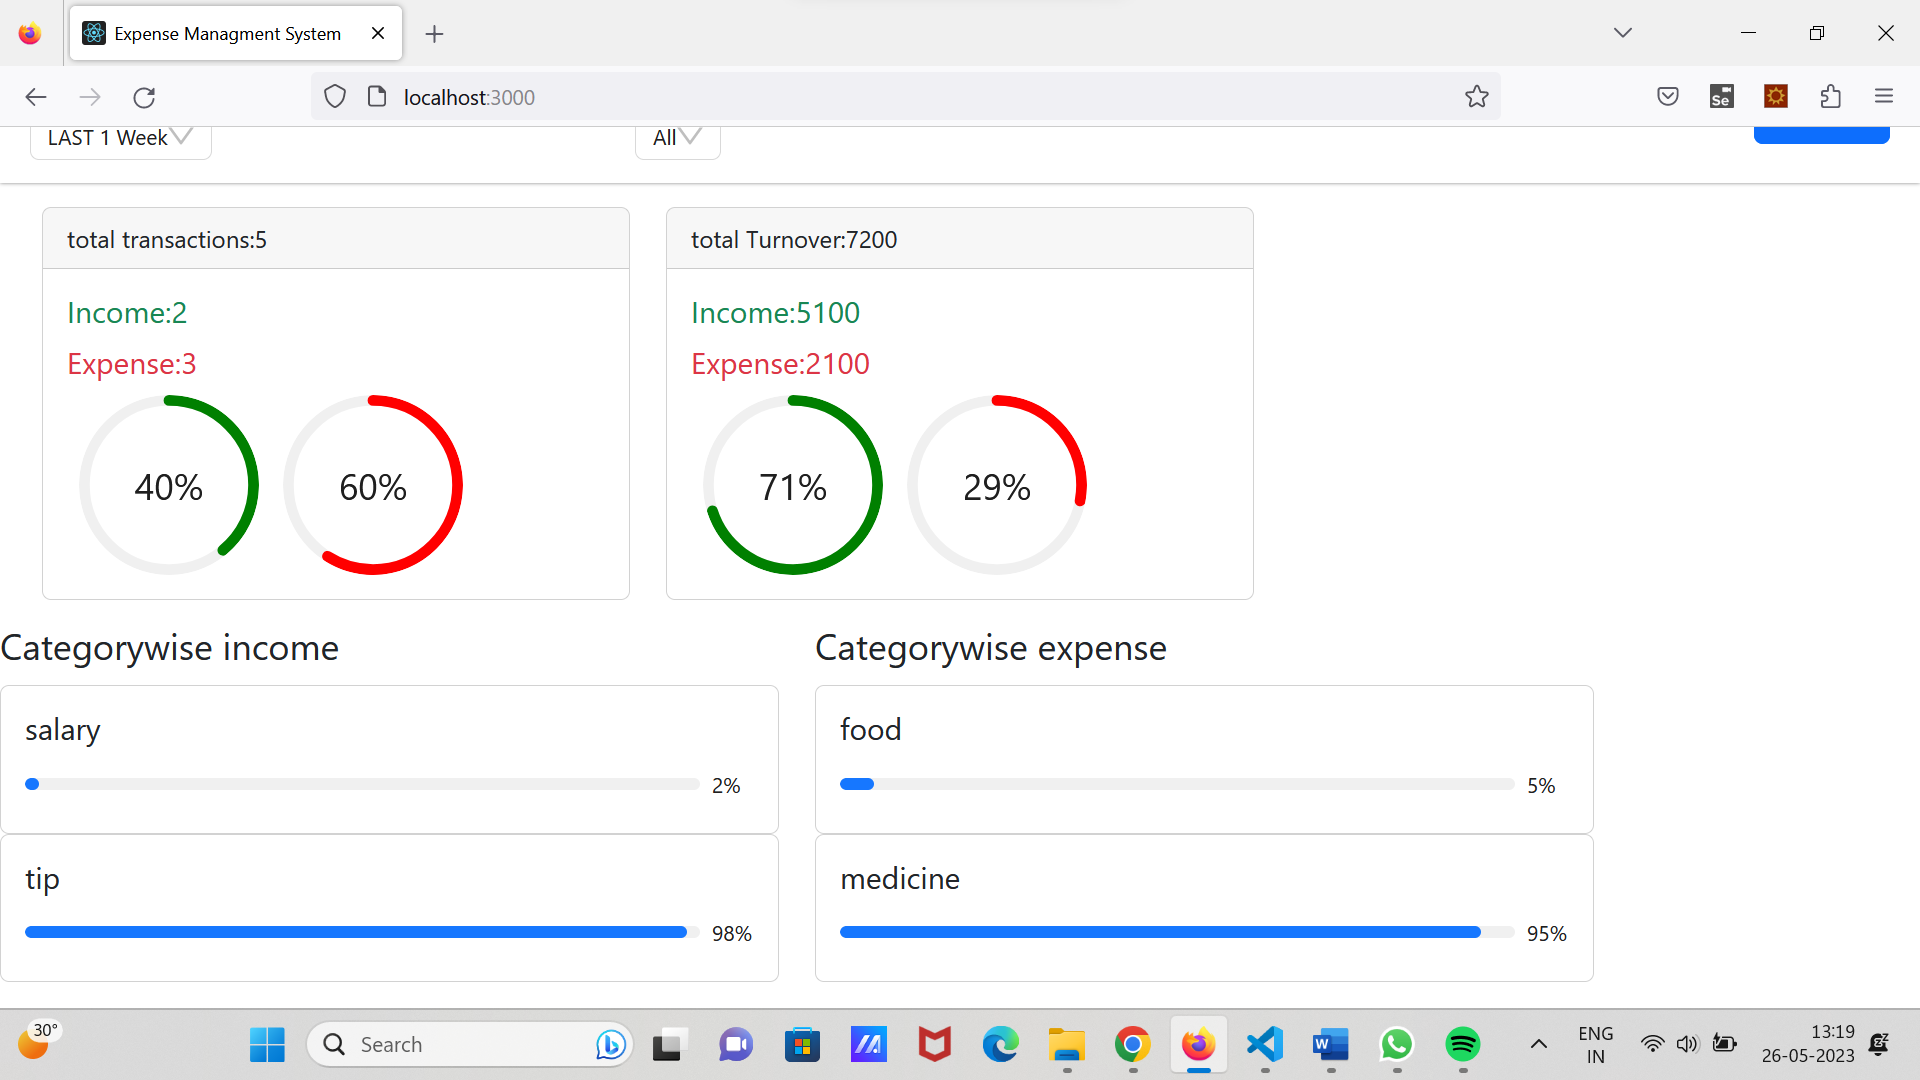 Expense Managment System
localhost:3000
LAST 1 Week
All
total transactions:5
Income:2
Expense:3
40%
60%
total Turnover:7200
Income:5100
Expense:2100
71%
29%
Categorywise income
salary
2%
tip
98%
Categorywise expense
food
5%
medicine
95%
30°
Search
Se
W
ENG
IN
13:19
26-05-2023